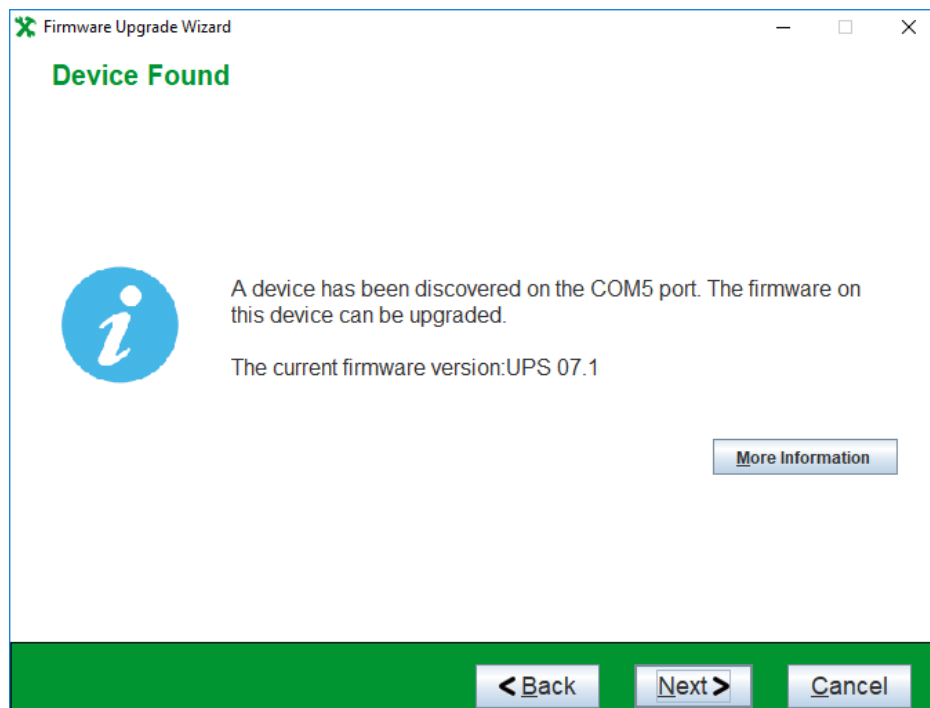 Firmware Upgrade Wizard
Device Found
A device has been discovered on the COM5 port. The firmware on
this device can be upgraded.
The current firmware version:UPS 07.1
More Information
< Back
Next >
Cancel